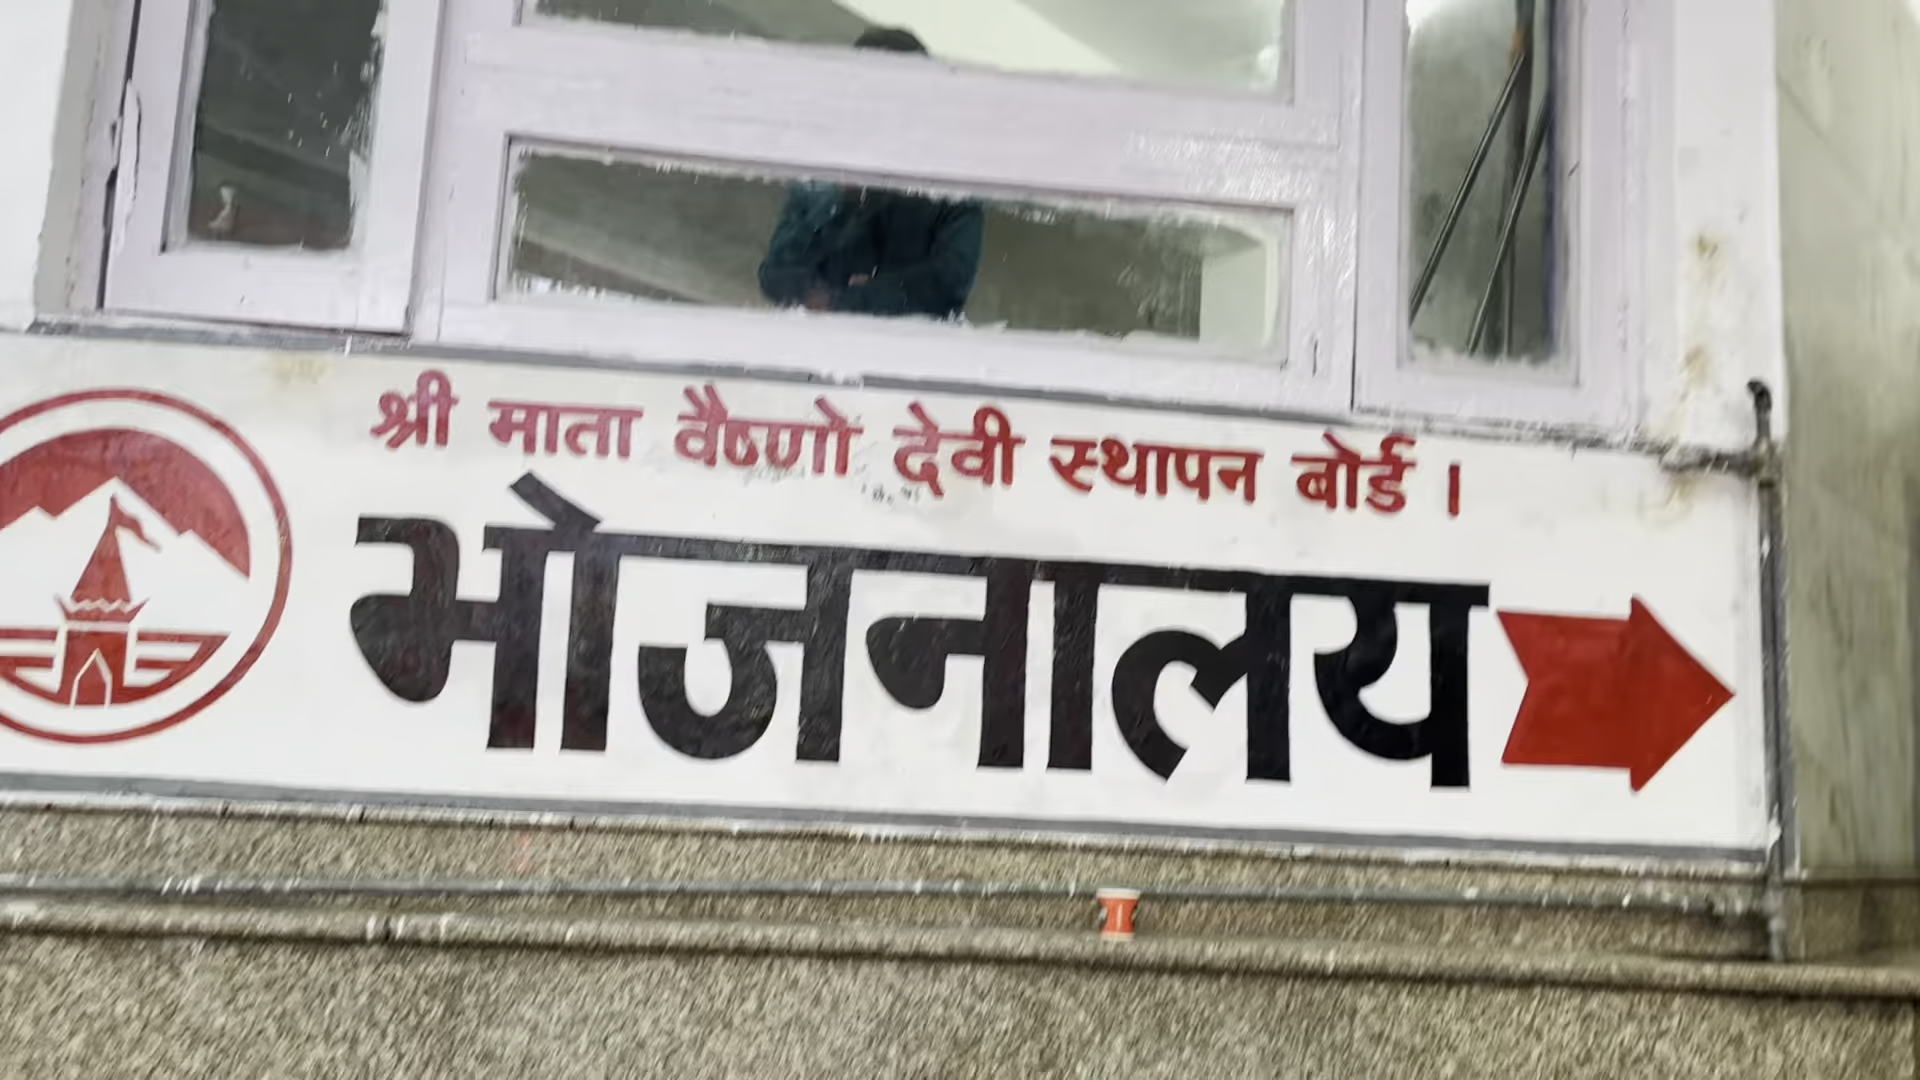 श्री माता वैष्णो देवी स्थापन बोर्ड ।
भोजनालय